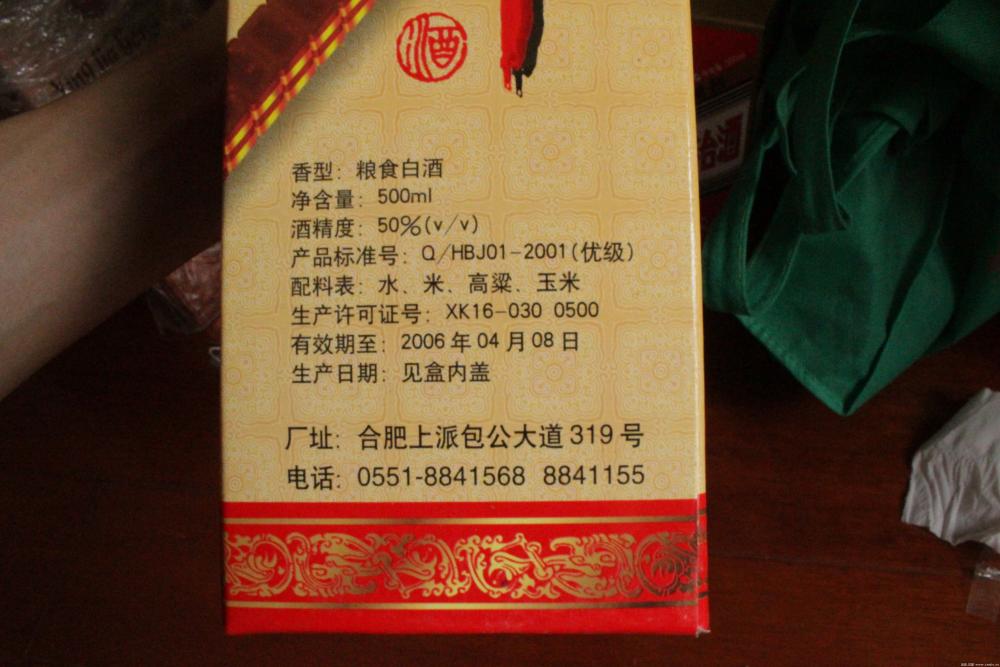 酒
香型：粮食白酒
净含量：500ml
酒精度：50%(v/v)
产品标准号：Q/HBJ01-2001(优级)
配料表：水、米、高粱、玉米
生产许可证号：XK16-030 0500
有效期至：2006年04月08日
生产日期：见盒内盖
厂址：合肥上派包公大道319号
电话：0551-8841568 8841155